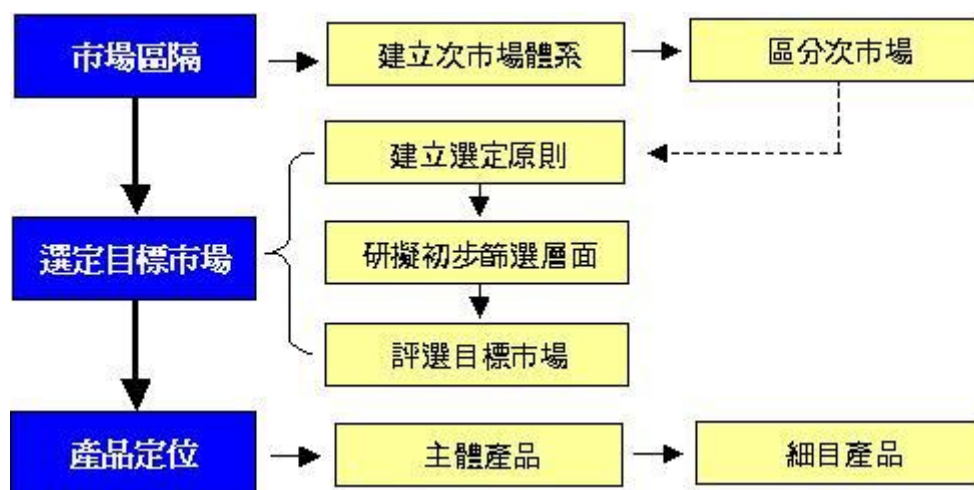 市場區隔
建立次市場體系
區分次市場
建立選定原則
選定目標市場
研擬初步篩選層面
評選目標市場
產品定位
主體產品
細目產品